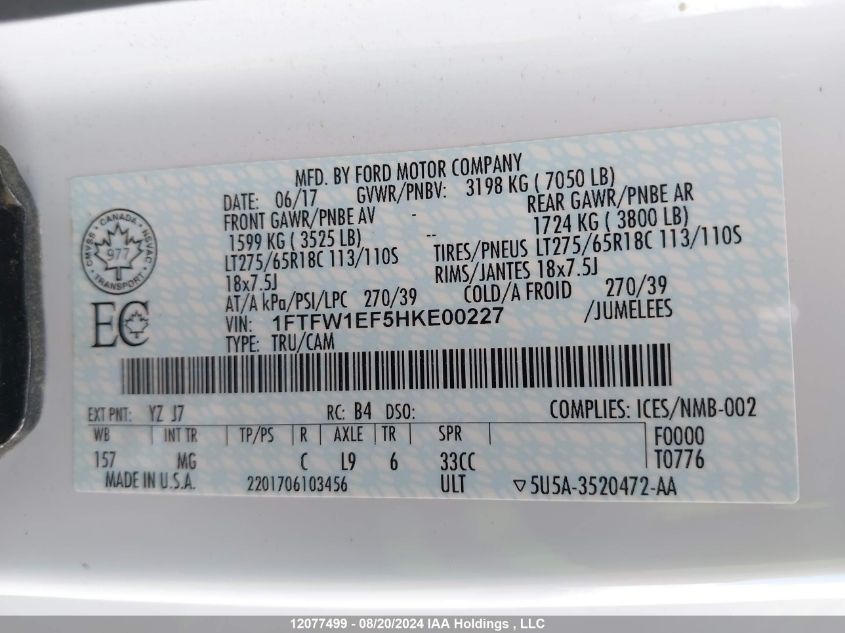 MFD. BY FORD MOTOR COMPANY
DATE: 06/17 GVWR/PNBV: 3198 KG ( 7050 LB)
FRONT GAWR/PNBE AV - REAR GAWR/PNBE AR
1599 KG ( 3525 LB) -- 1724 KG ( 3800 LB)
LT275/65R18C 113/110S TIRES/PNEUS LT275/65R18C 113/110S
18x7.5J RIMS/JANTES 18x7.5J
AT/A kPa/PSI/LPC 270/39 COLD/A FROID 270/39
VIN: 1FTFW1EF5HKE00227 /JUMELEES
TYPE: TRU/CAM
CANADA
CMVSS NSVAC
977
TRANSPORT
EC
EXT PNT: YZ J7 RC: B4 DSO: COMPLIES: ICES/NMB-002
WB INT TR TP/PS R AXLE TR SPR F0000
157 MG C L9 6 33CC T0776
MADE IN U.S.A. 2201706103456 ULT ▽5U5A-3520472-AA
12077499 - 08/20/2024 IAA Holdings , LLC